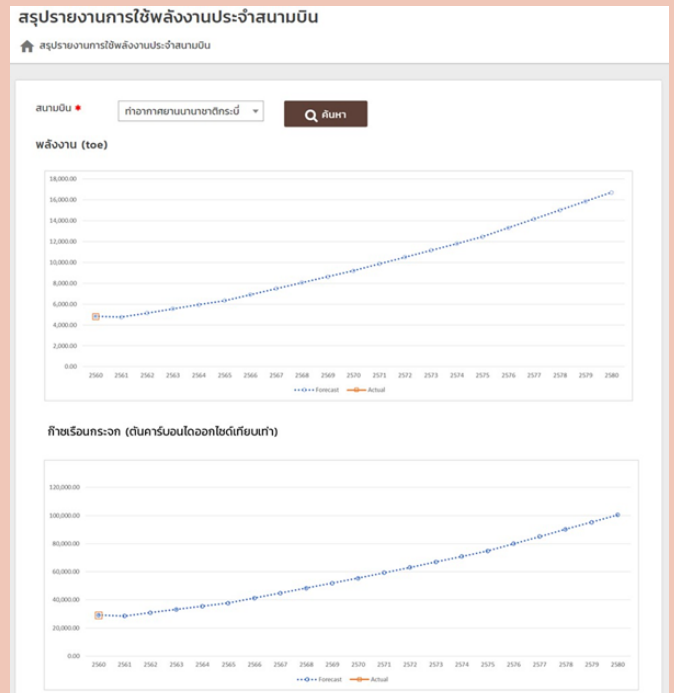 สรุปรายงานการใช้พลังงานประจำสนามบิน
สรุปรายงานการใช้พลังงานประจำสนามบิน
สนามบิน * ท่าอากาศยานนานาชาติกระบี่ ค้นหา
พลังงาน (toe)
18,000.00
16,000.00
14,000.00
12,000.00
10,000.00
8,000.00
6,000.00
4,000.00
2,000.00
0.00
2560 2561 2562 2563 2564 2565 2566 2567 2568 2569 2570 2571 2572 2573 2574 2575 2576 2577 2578 2579 2580
Forecast Actual
ก๊าซเรือนกระจก (ตันคาร์บอนไดออกไซด์เทียบเท่า)
120,000.00
100,000.00
80,000.00
60,000.00
40,000.00
20,000.00
0.00
2560 2561 2562 2563 2564 2565 2566 2567 2568 2569 2570 2571 2572 2573 2574 2575 2576 2577 2578 2579 2580
Forecast Actual